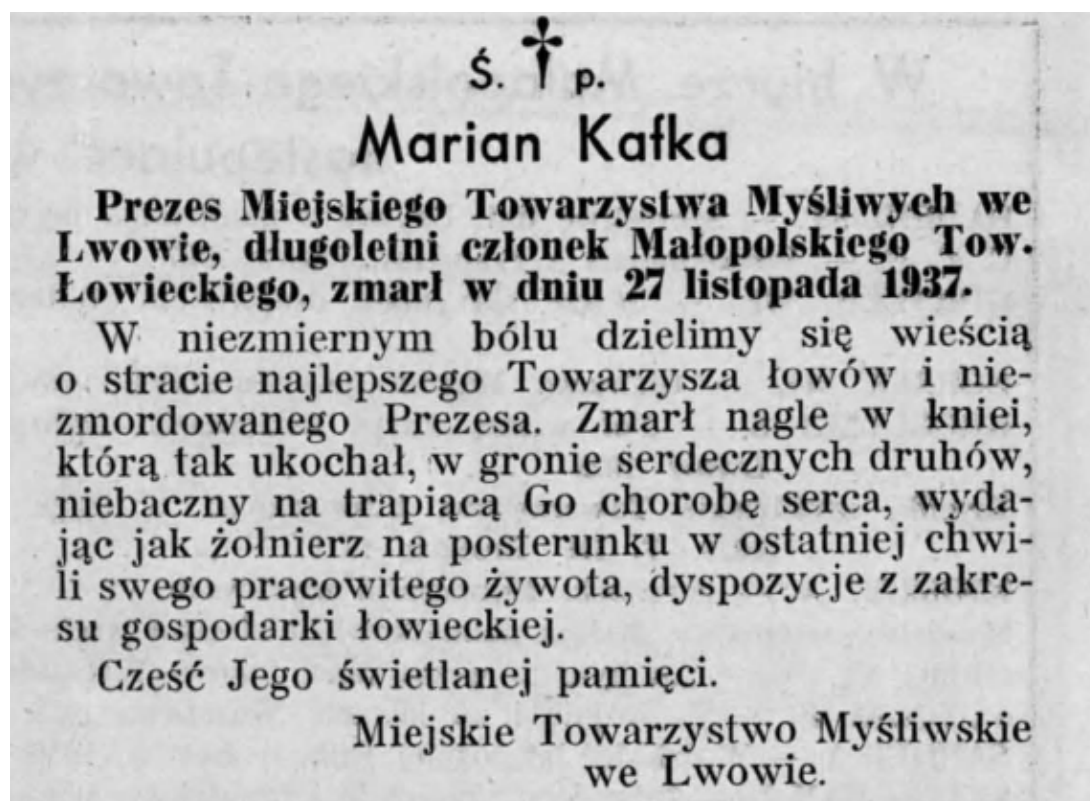 Ś. † p.
Marian Kafka
Prezes Miejskiego Towarzystwa Myśliwych we
Lwowie, długoletni członek Małopolskiego Tow.
Łowieckiego, zmarł w dniu 27 listopada 1937.
W niezmiernym bólu dzielimy się wieścią
o stracie najlepszego Towarzysza łowów i nie-
zmordowanego Prezesa. Zmarł nagle w kniei,
którą tak ukochał, w gronie serdecznych druhów,
niebaczny na trapiącą Go chorobę serca, wyda-
jąc jak żołnierz na posterunku w ostatniej chwi-
li swego pracowitego żywota, dyspozycje z zakre-
su gospodarki łowieckiej.
Cześć Jego świetlanej pamięci.
Miejskie Towarzystwo Myśliwskie
we Lwowie.